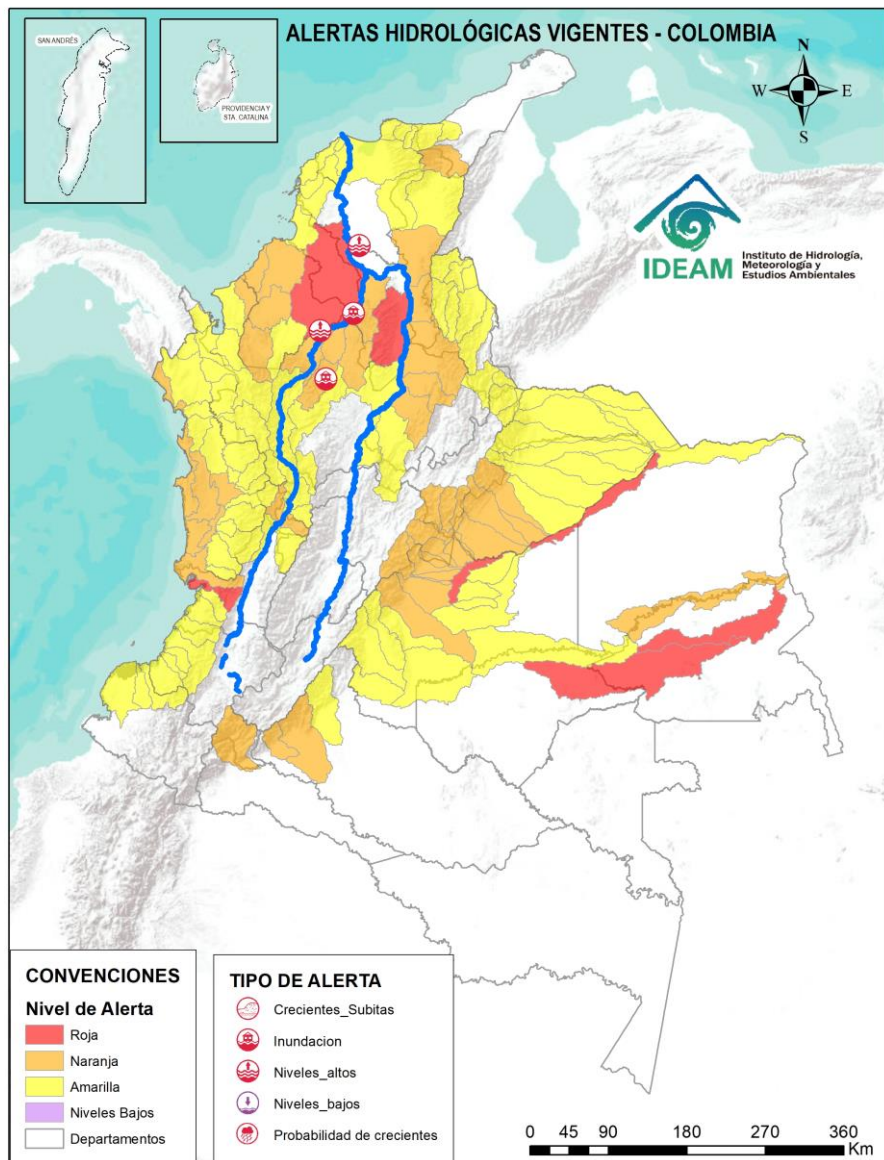 ALERTAS HIDROLÓGICAS VIGENTES - COLOMBIA
SAN ANDRÉS
PROVIDENCIA Y
STA. CATALINA
N
W
E
S
IDEAM
Instituto de Hidrología,
Meteorología y
Estudios Ambientales
CONVENCIONES
Nivel de Alerta
Roja
Naranja
Amarilla
Niveles Bajos
Departamentos
TIPO DE ALERTA
Crecientes_Subitas
Inundacion
Niveles_altos
Niveles_bajos
Probabilidad de crecientes
0 45 90 180 270 360
Km